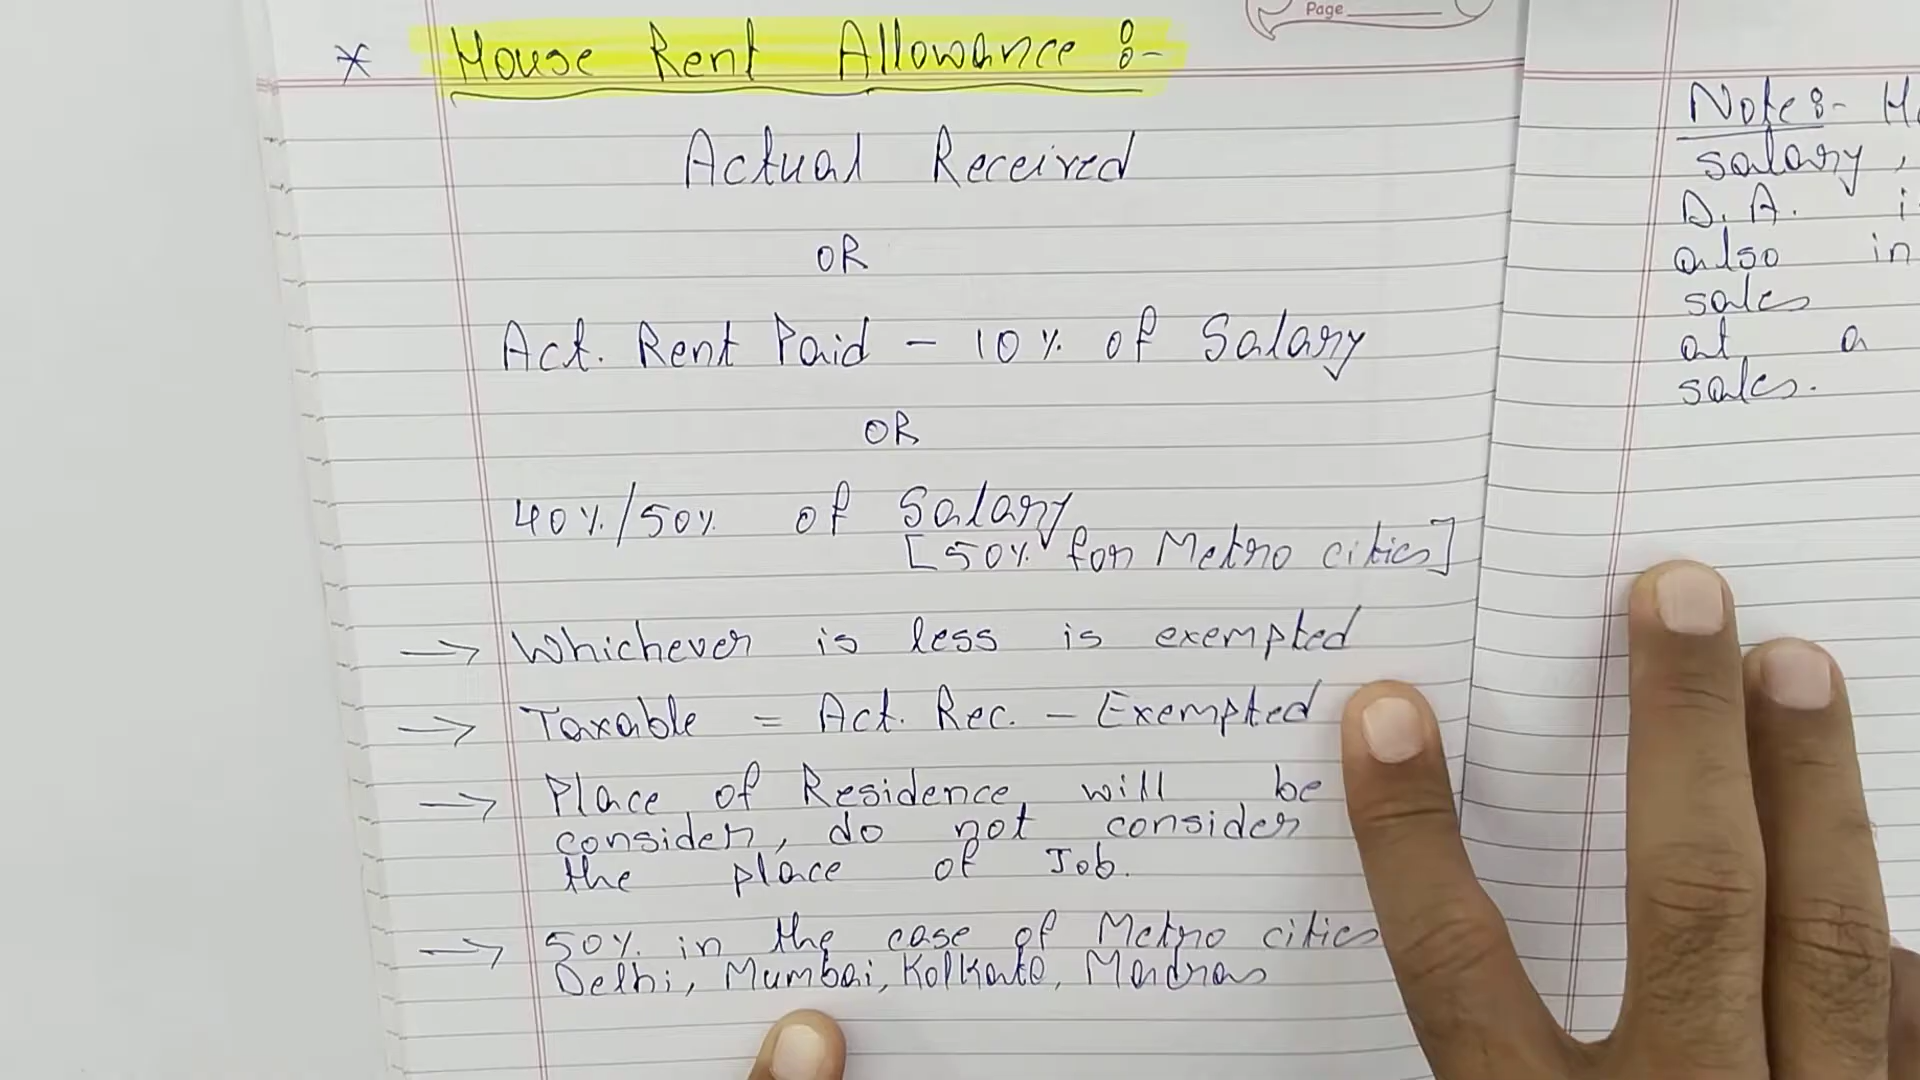 Page
* House Rent Allowance :-
Actual Received
OR
Act. Rent Paid - 10% of Salary
OR
40%/50% of Salary
[50% for Metro cities]
→ Whichever is less is exempted
→ Taxable = Act. Rec. - Exempted
→ Place of Residence will be
consider, do not consider
the place of Job.
→ 50% in the case of Metro cities
Delhi, Mumbai, Kolkata, Madras
Note:-
salary,
D.A.
also in
sales
at a
sales.